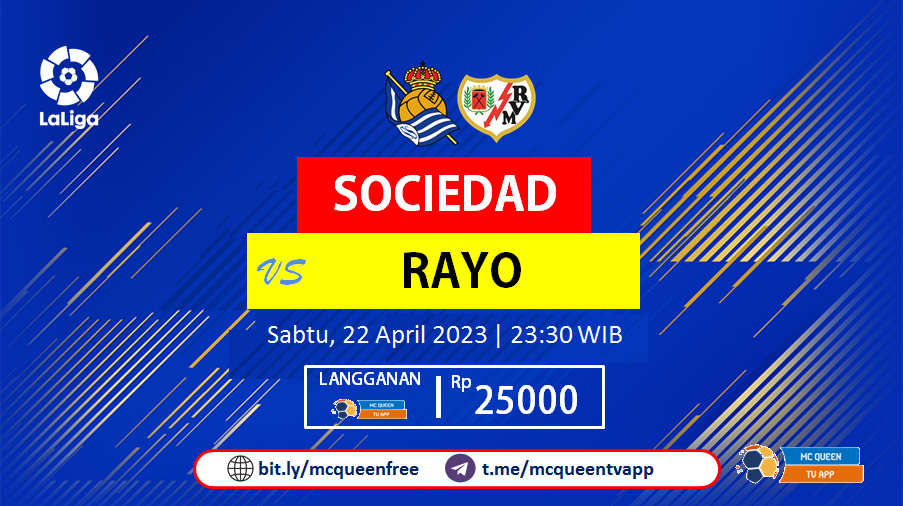 LaLiga
RVM
SOCIEDAD
VS
RAYO
Sabtu, 22 April 2023 | 23:30 WIB
LANGGANAN
MC QUEEN
TV APP
Rp 25000
bit.ly/mcqueenfree
t.me/mcqueentvapp
MC QUEEN
TV APP